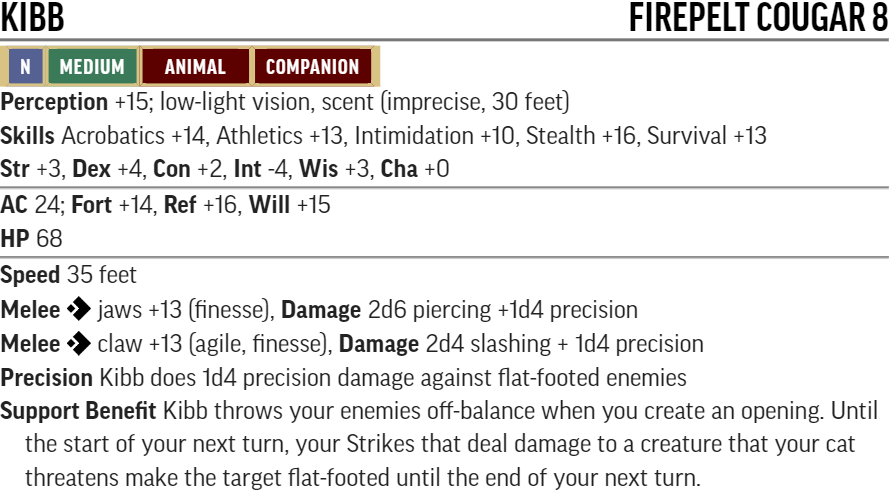 KIBB FIREPELT COUGAR 8
N MEDIUM ANIMAL COMPANION
Perception +15; low-light vision, scent (imprecise, 30 feet)
Skills Acrobatics +14, Athletics +13, Intimidation +10, Stealth +16, Survival +13
Str +3, Dex +4, Con +2, Int -4, Wis +3, Cha +0
AC 24; Fort +14, Ref +16, Will +15
HP 68
Speed 35 feet
Melee jaws +13 (finesse), Damage 2d6 piercing +1d4 precision
Melee claw +13 (agile, finesse), Damage 2d4 slashing + 1d4 precision
Precision Kibb does 1d4 precision damage against flat-footed enemies
Support Benefit Kibb throws your enemies off-balance when you create an opening. Until
the start of your next turn, your Strikes that deal damage to a creature that your cat
threatens make the target flat-footed until the end of your next turn.